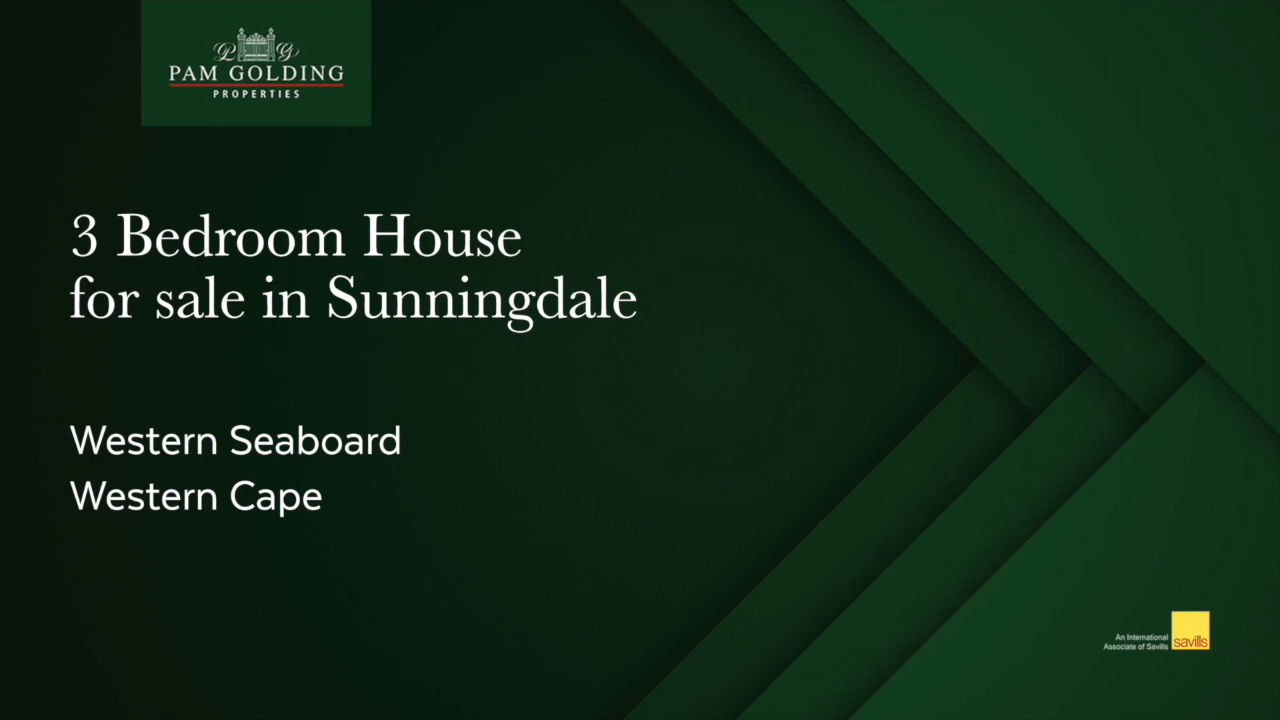 P G
PAM GOLDING
PROPERTIES
3 Bedroom House
for sale in Sunningdale
Western Seaboard
Western Cape
An International
Associate of Savills
savills